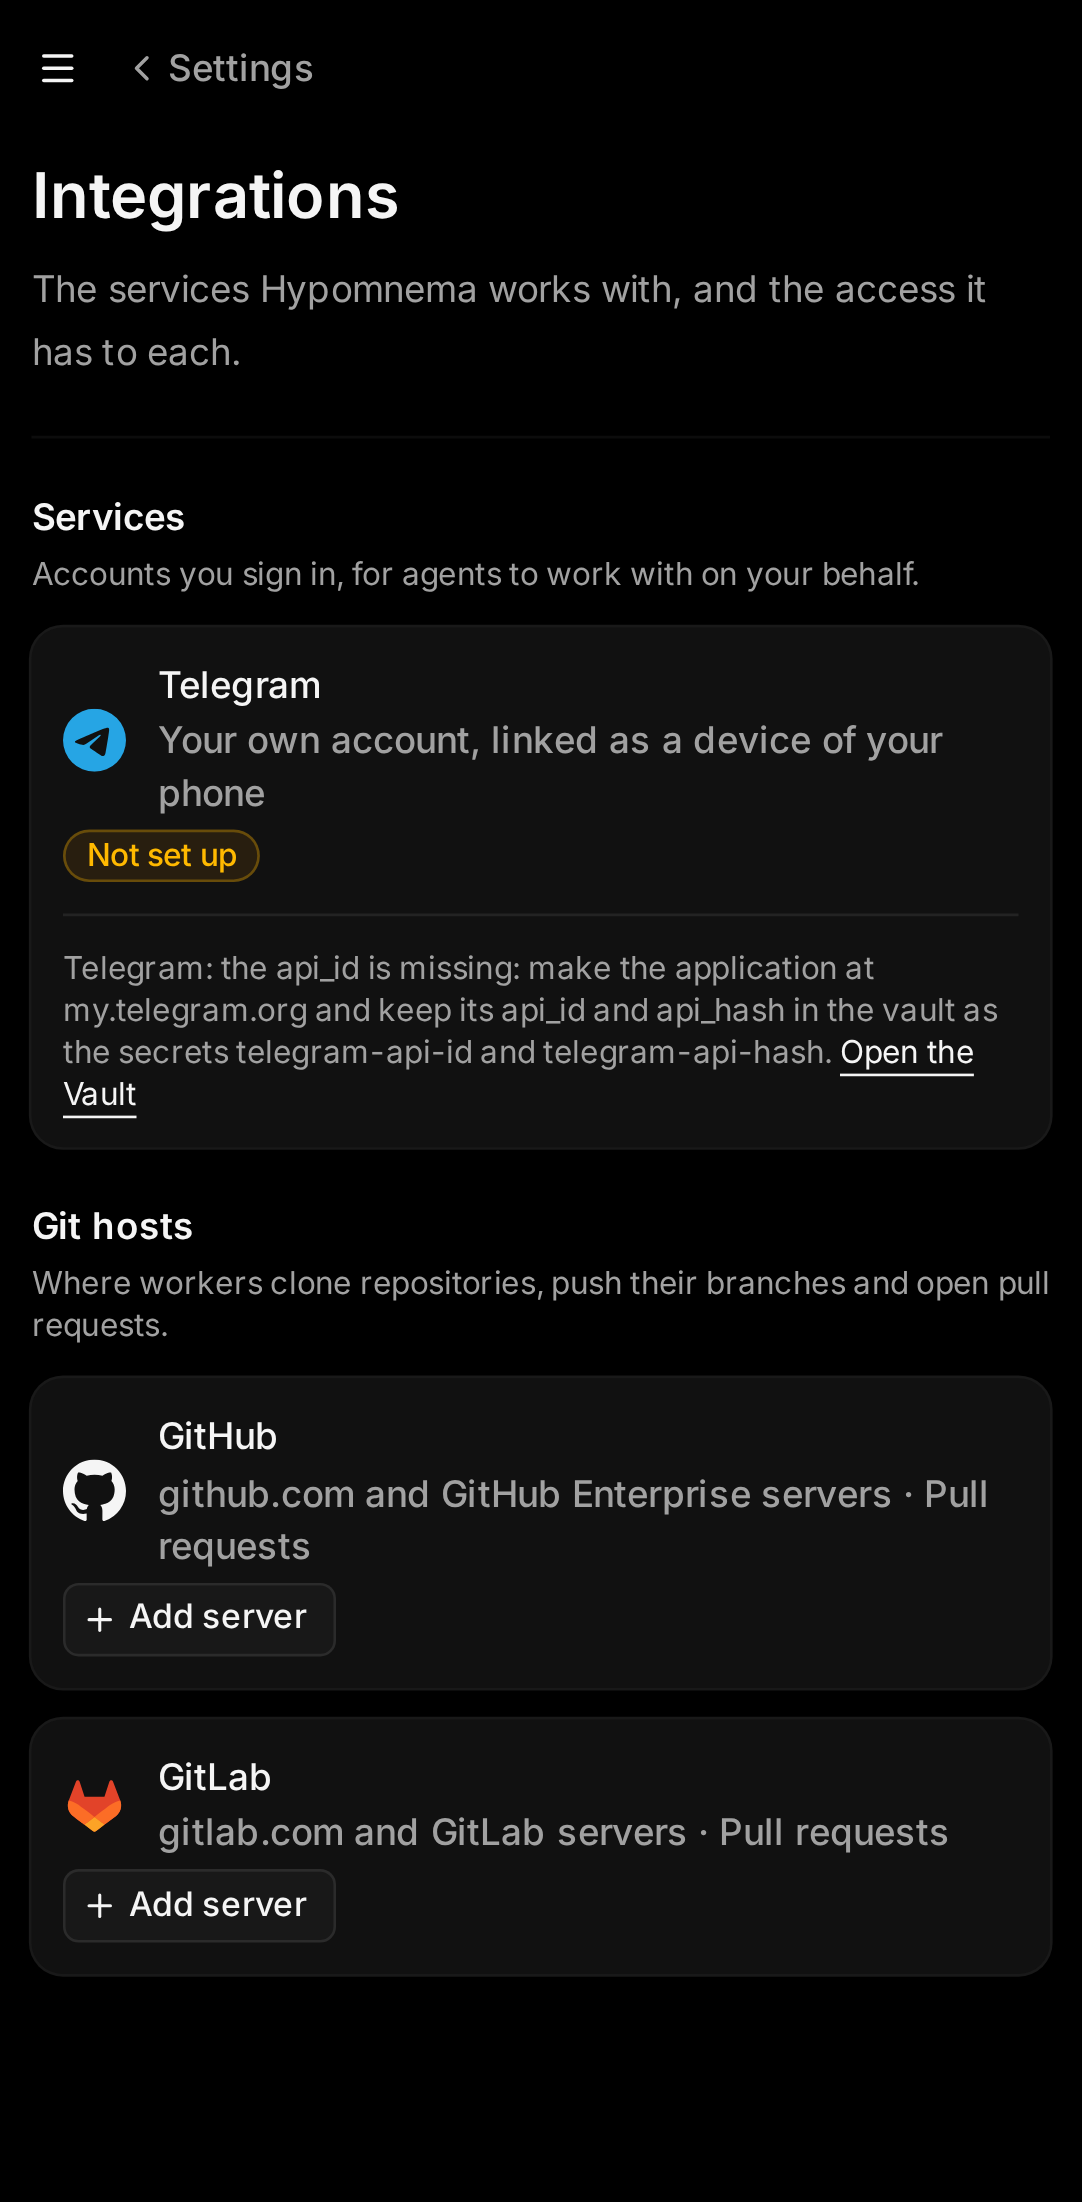 Settings
Integrations
The services Hypomnema works with, and the access it
has to each.
Services
Accounts you sign in, for agents to work with on your behalf.
Telegram
Your own account, linked as a device of your
phone
Not set up
Telegram: the api_id is missing: make the application at
my.telegram.org and keep its api_id and api_hash in the vault as
the secrets telegram-api-id and telegram-api-hash. Open the
Vault
Git hosts
Where workers clone repositories, push their branches and open pull
requests.
GitHub
github.com and GitHub Enterprise servers · Pull
requests
+ Add server
GitLab
gitlab.com and GitLab servers · Pull requests
+ Add server